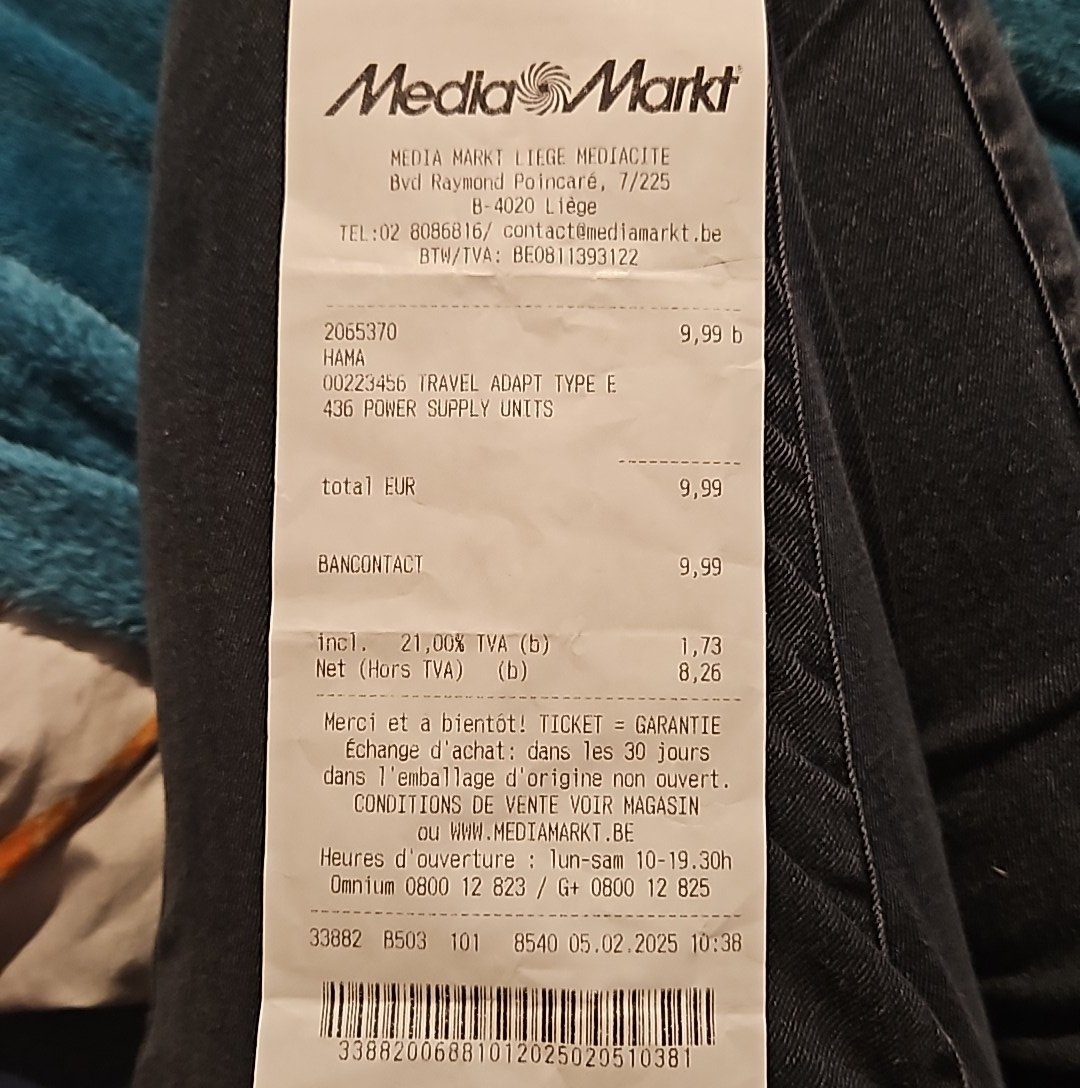 Media Markt
MEDIA MARKT LIEGE MEDIACITE
Bvd Raymond Poincaré, 7/225
B-4020 Liège
TEL:02 8086816/ contact@mediamarkt.be
BTW/TVA: BE0811393122
2065370 9,99 b
HAMA
00223456 TRAVEL ADAPT TYPE E
436 POWER SUPPLY UNITS
total EUR 9,99
BANCONTACT 9,99
incl. 21,00% TVA (b) 1,73
Net (Hors TVA) (b) 8,26
Merci et a bientôt! TICKET = GARANTIE
Échange d'achat: dans les 30 jours
dans l'emballage d'origine non ouvert.
CONDITIONS DE VENTE VOIR MAGASIN
ou WWW.MEDIAMARKT.BE
Heures d'ouverture : lun-sam 10-19.30h
Omnium 0800 12 823 / G+ 0800 12 825
33882 B503 101 8540 05.02.2025 10:38
33882006881012025020510381